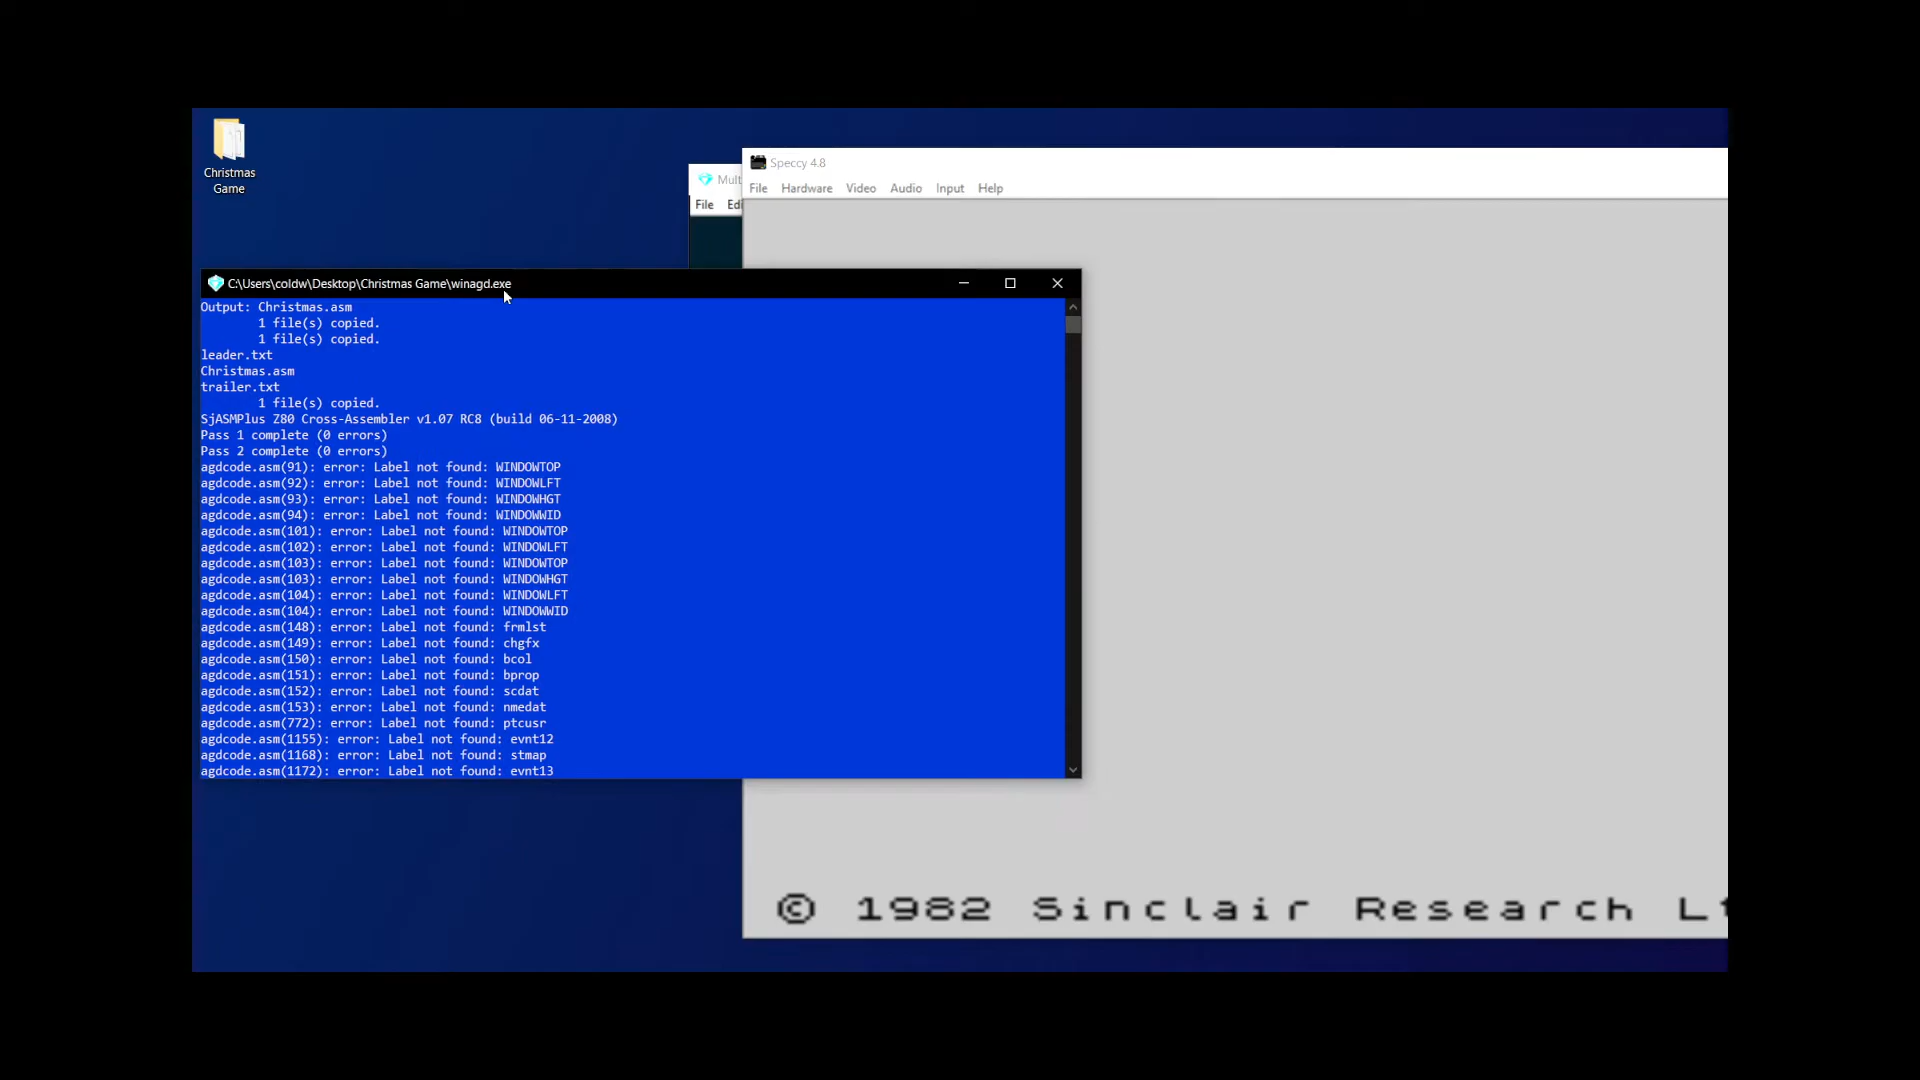 Christmas
Game
Mult
File Edi
Speccy 4.8
File Hardware Video Audio Input Help
C:\Users\coldw\Desktop\Christmas Game\winagd.exe
Output: Christmas.asm
1 file(s) copied.
1 file(s) copied.
leader.txt
Christmas.asm
trailer.txt
1 file(s) copied.
SjASMPlus Z80 Cross-Assembler v1.07 RC8 (build 06-11-2008)
Pass 1 complete (0 errors)
Pass 2 complete (0 errors)
agdcode.asm(91): error: Label not found: WINDOWTOP
agdcode.asm(92): error: Label not found: WINDOWLFT
agdcode.asm(93): error: Label not found: WINDOWHGT
agdcode.asm(94): error: Label not found: WINDOWWID
agdcode.asm(101): error: Label not found: WINDOWTOP
agdcode.asm(102): error: Label not found: WINDOWLFT
agdcode.asm(103): error: Label not found: WINDOWTOP
agdcode.asm(103): error: Label not found: WINDOWHGT
agdcode.asm(104): error: Label not found: WINDOWLFT
agdcode.asm(104): error: Label not found: WINDOWWID
agdcode.asm(148): error: Label not found: frmlst
agdcode.asm(149): error: Label not found: chgfx
agdcode.asm(150): error: Label not found: bcol
agdcode.asm(151): error: Label not found: bprop
agdcode.asm(152): error: Label not found: scdat
agdcode.asm(153): error: Label not found: nmedat
agdcode.asm(772): error: Label not found: ptcusr
agdcode.asm(1155): error: Label not found: evnt12
agdcode.asm(1168): error: Label not found: stmap
agdcode.asm(1172): error: Label not found: evnt13
© 1982 Sinclair Research Lt